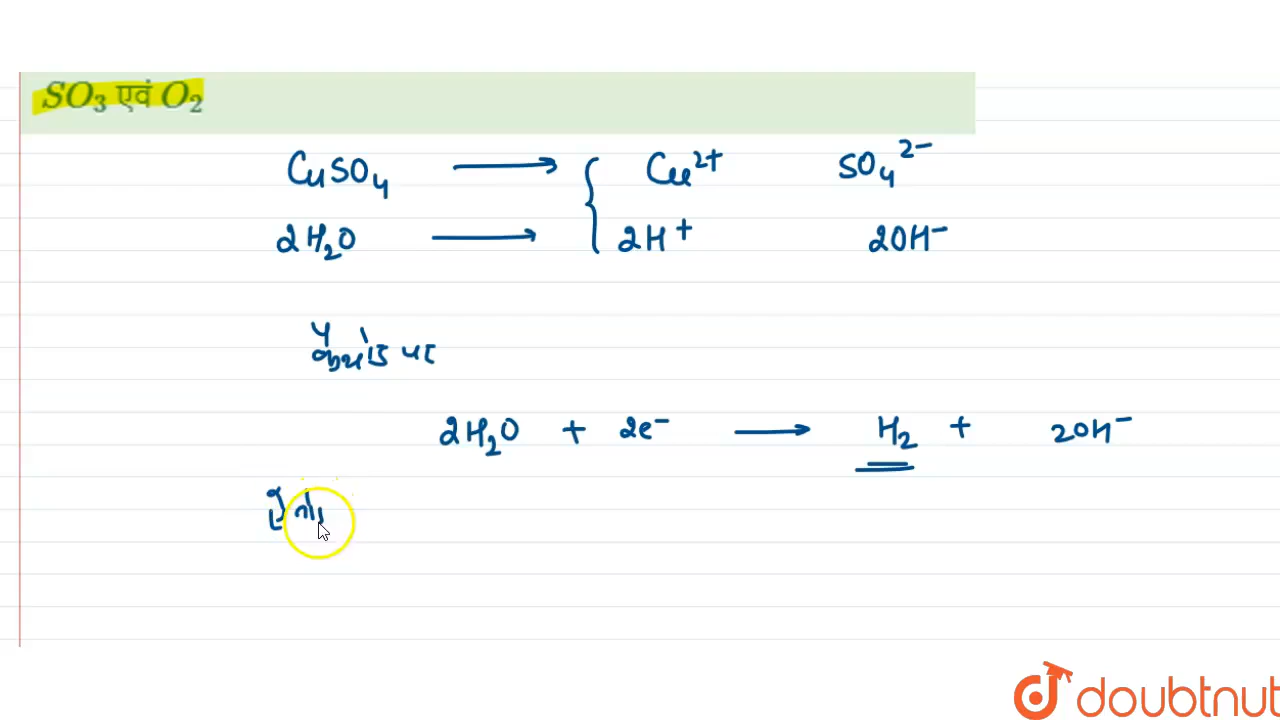 SO₃ एवं O₂
CuSO₄ ⟶ { Cu²⁺ SO₄²⁻
2H₂O ⟶ 2H⁺ 2OH⁻
पर
2H₂O + 2e⁻ ⟶ H₂ + 2OH⁻
doubtnut